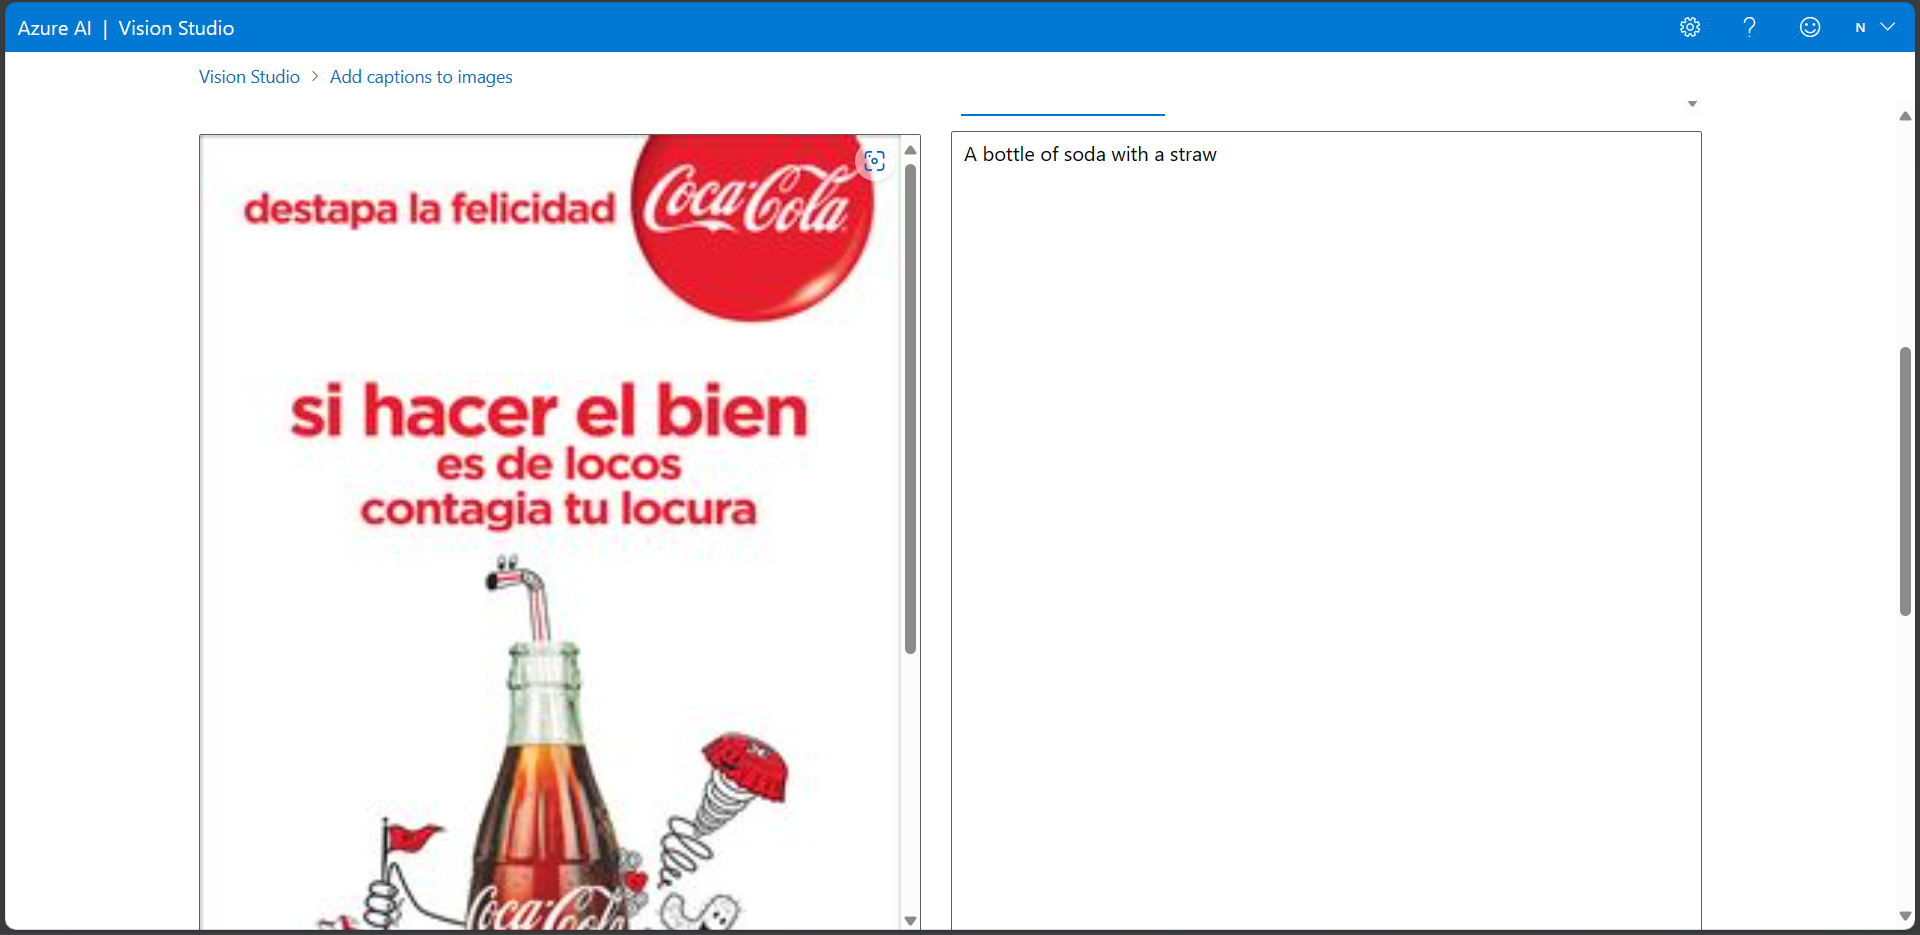 Azure AI | Vision Studio
N
Vision Studio > Add captions to images
destapa la felicidad
Coca-Cola
A bottle of soda with a straw
si hacer el bien
es de locos
contagia tu locura
Coca-Cola